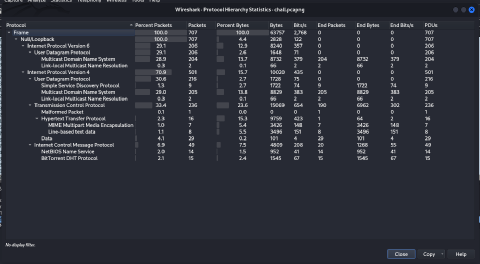 Capture Analyze Statistics Telephony Wireless Tools Help
Wireshark · Protocol Hierarchy Statistics · chall.pcapng
Protocol Percent Packets Packets Percent Bytes Bytes Bits/s End Packets End Bytes End Bits/s PDUs
Frame 100.0 707 100.0 63757 2,768 0 0 0 707
Null/Loopback 100.0 707 4.4 2828 122 0 0 0 707
Internet Protocol Version 6 29.1 206 12.9 8240 357 0 0 0 206
User Datagram Protocol 29.1 206 2.6 1648 71 0 0 0 206
Multicast Domain Name System 28.9 204 13.7 8732 379 204 8732 379 204
Link-local Multicast Name Resolution 0.3 2 0.1 66 2 2 66 2 2
Internet Protocol Version 4 70.9 501 15.7 10020 435 0 0 0 501
User Datagram Protocol 30.6 216 2.7 1728 75 0 0 0 216
Simple Service Discovery Protocol 1.3 9 2.7 1722 74 9 1722 74 9
Multicast Domain Name System 29.0 205 13.8 8829 383 205 8829 383 205
Link-local Multicast Name Resolution 0.3 2 0.1 66 2 2 66 2 2
Transmission Control Protocol 33.4 236 23.6 15069 654 190 6962 302 236
Malformed Packet 0.1 1 0.0 0 0 1 0 0 1
Hypertext Transfer Protocol 2.3 16 15.3 9759 423 1 64 2 16
MIME Multipart Media Encapsulation 1.0 7 5.4 3426 148 7 3426 148 7
Line-based text data 1.1 8 5.5 3496 151 8 3496 151 8
Data 4.1 29 0.2 101 4 29 101 4 29
Internet Control Message Protocol 6.9 49 7.5 4809 208 20 1268 55 49
NetBIOS Name Service 2.0 14 1.5 952 41 14 952 41 14
BitTorrent DHT Protocol 2.1 15 2.4 1545 67 15 1545 67 15
No display filter.
Close Copy Help